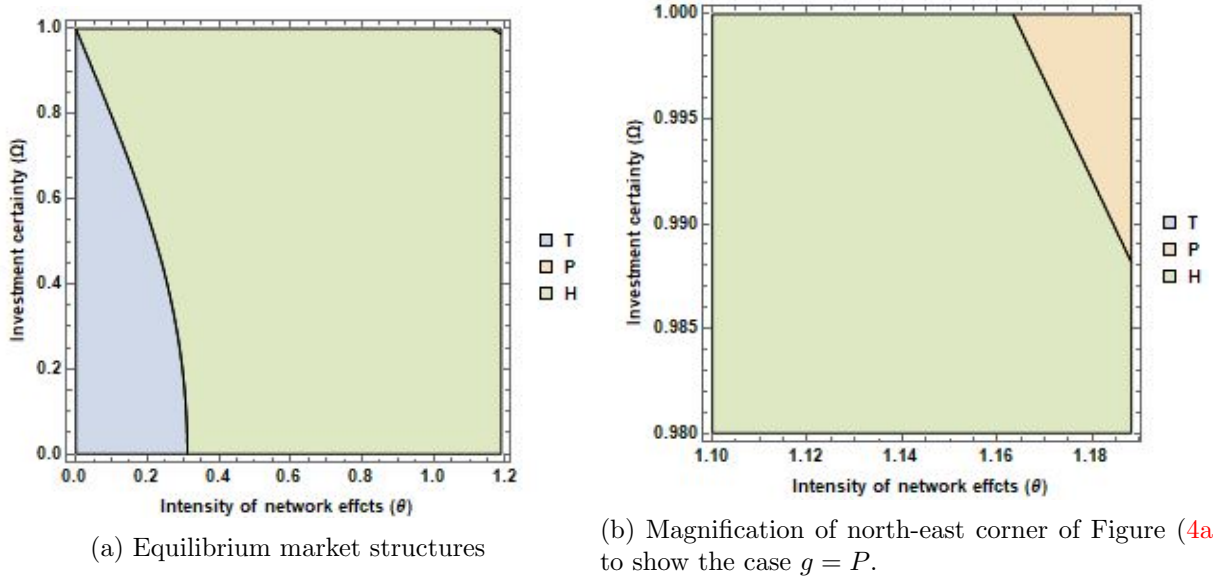 1.0
0.8
0.6
0.4
0.2
0.0
Investment certainty (Ω)
0.0 0.2 0.4 0.6 0.8 1.0 1.2
Intensity of network effcts (θ)
T
P
H
(a) Equilibrium market structures
1.000
0.995
0.990
0.985
0.980
Investment certainty (Ω)
1.10 1.12 1.14 1.16 1.18
Intensity of network effcts (θ)
T
P
H
(b) Magnification of north-east corner of Figure (4a
to show the case g = P.